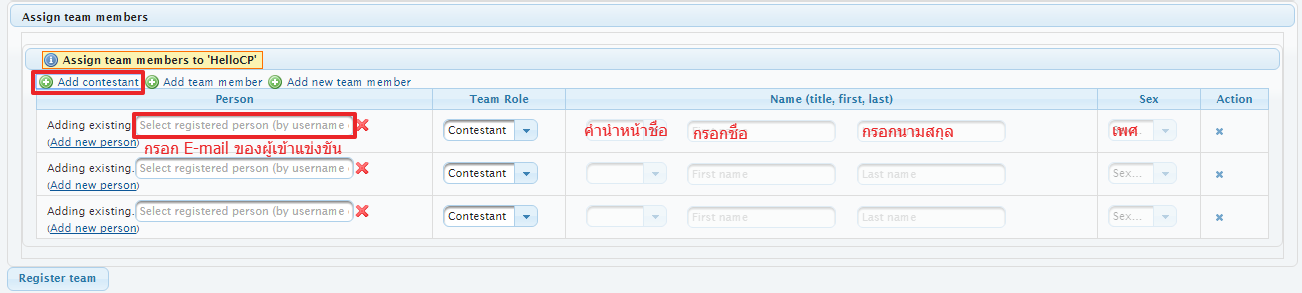 Assign team members
Assign team members to 'HelloCP'
Add contestant Add team member Add new team member
Person Team Role Name (title, first, last) Sex Action
Adding existing. Select registered person (by username Contestant คำนำหน้าชื่อ กรอกชื่อ กรอกนามสกุล เพศ
(Add new person)
กรอก E-mail ของผู้เข้าแข่งขัน
Adding existing. Select registered person (by username Contestant First name Last name Sex...
(Add new person)
Adding existing. Select registered person (by username Contestant First name Last name Sex...
(Add new person)
Register team